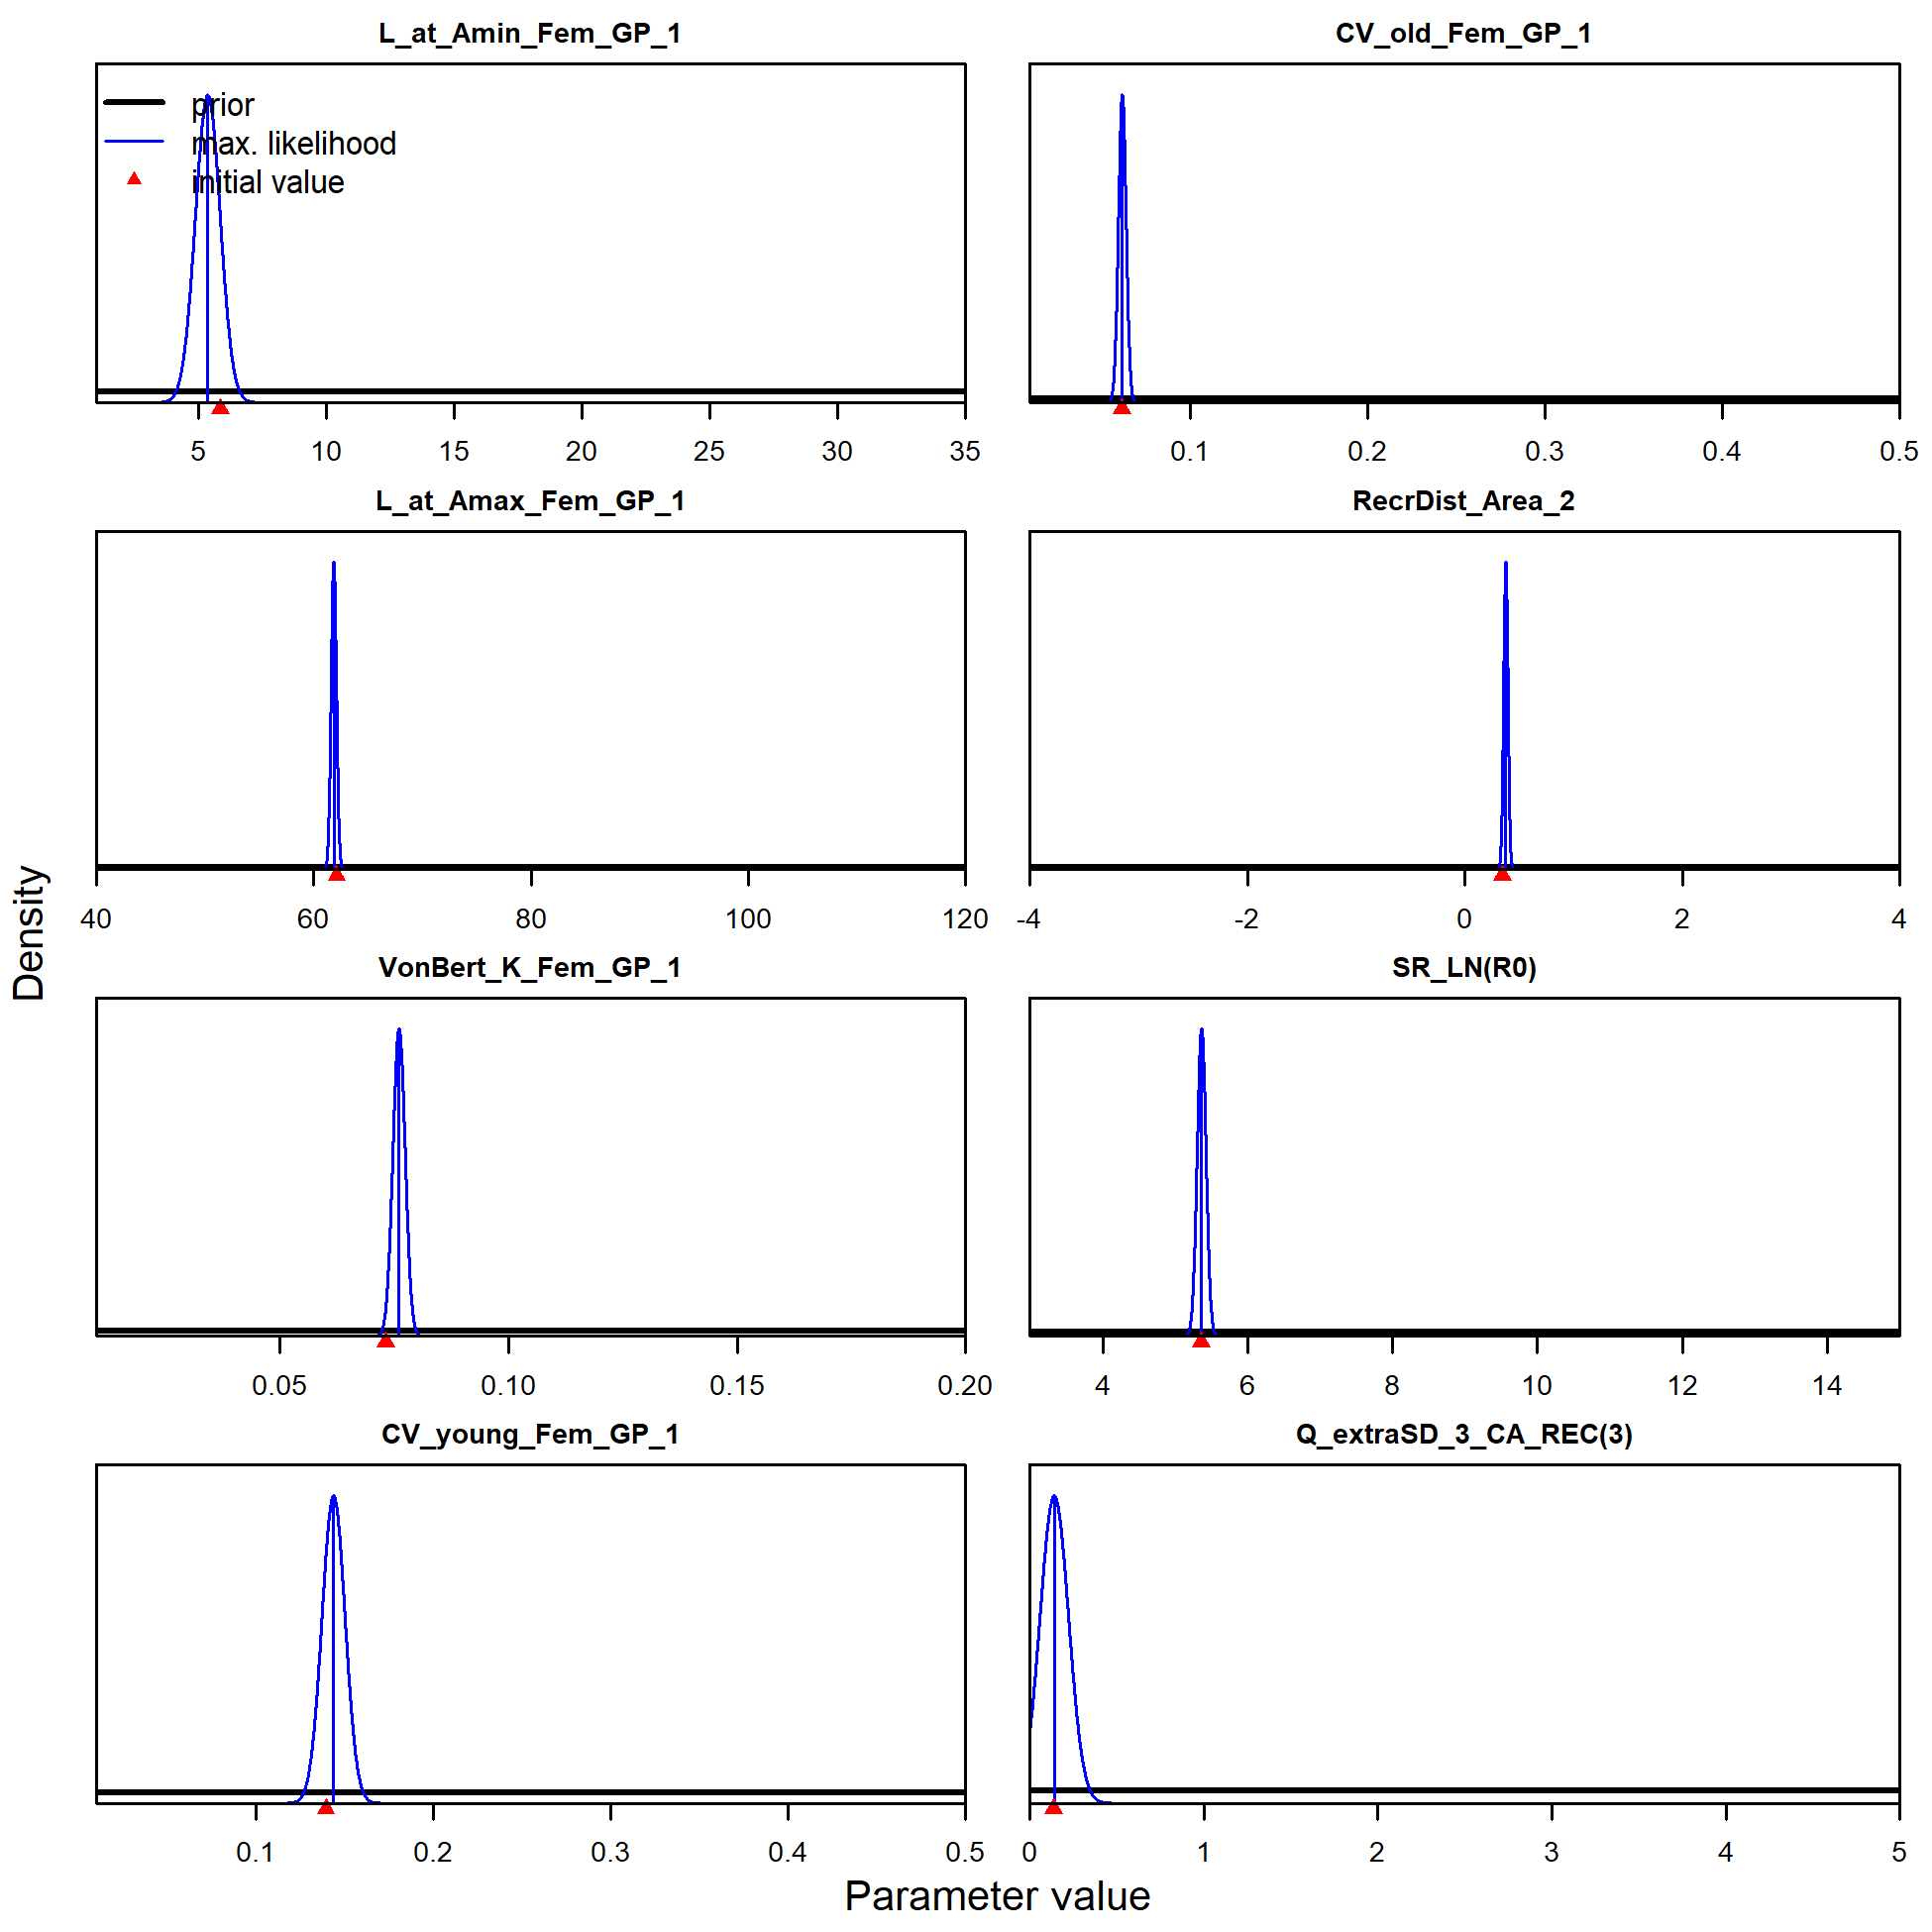 L_at_Amin_Fem_GP_1
prior
max. likelihood
initial value
5 10 15 20 25 30 35
CV_old_Fem_GP_1
0.1 0.2 0.3 0.4 0.5
L_at_Amax_Fem_GP_1
40 60 80 100 120
RecrDist_Area_2
-4 -2 0 2 4
VonBert_K_Fem_GP_1
0.05 0.10 0.15 0.20
SR_LN(R0)
4 6 8 10 12 14
CV_young_Fem_GP_1
0.1 0.2 0.3 0.4 0.5
Q_extraSD_3_CA_REC(3)
0 1 2 3 4 5
Density
Parameter value